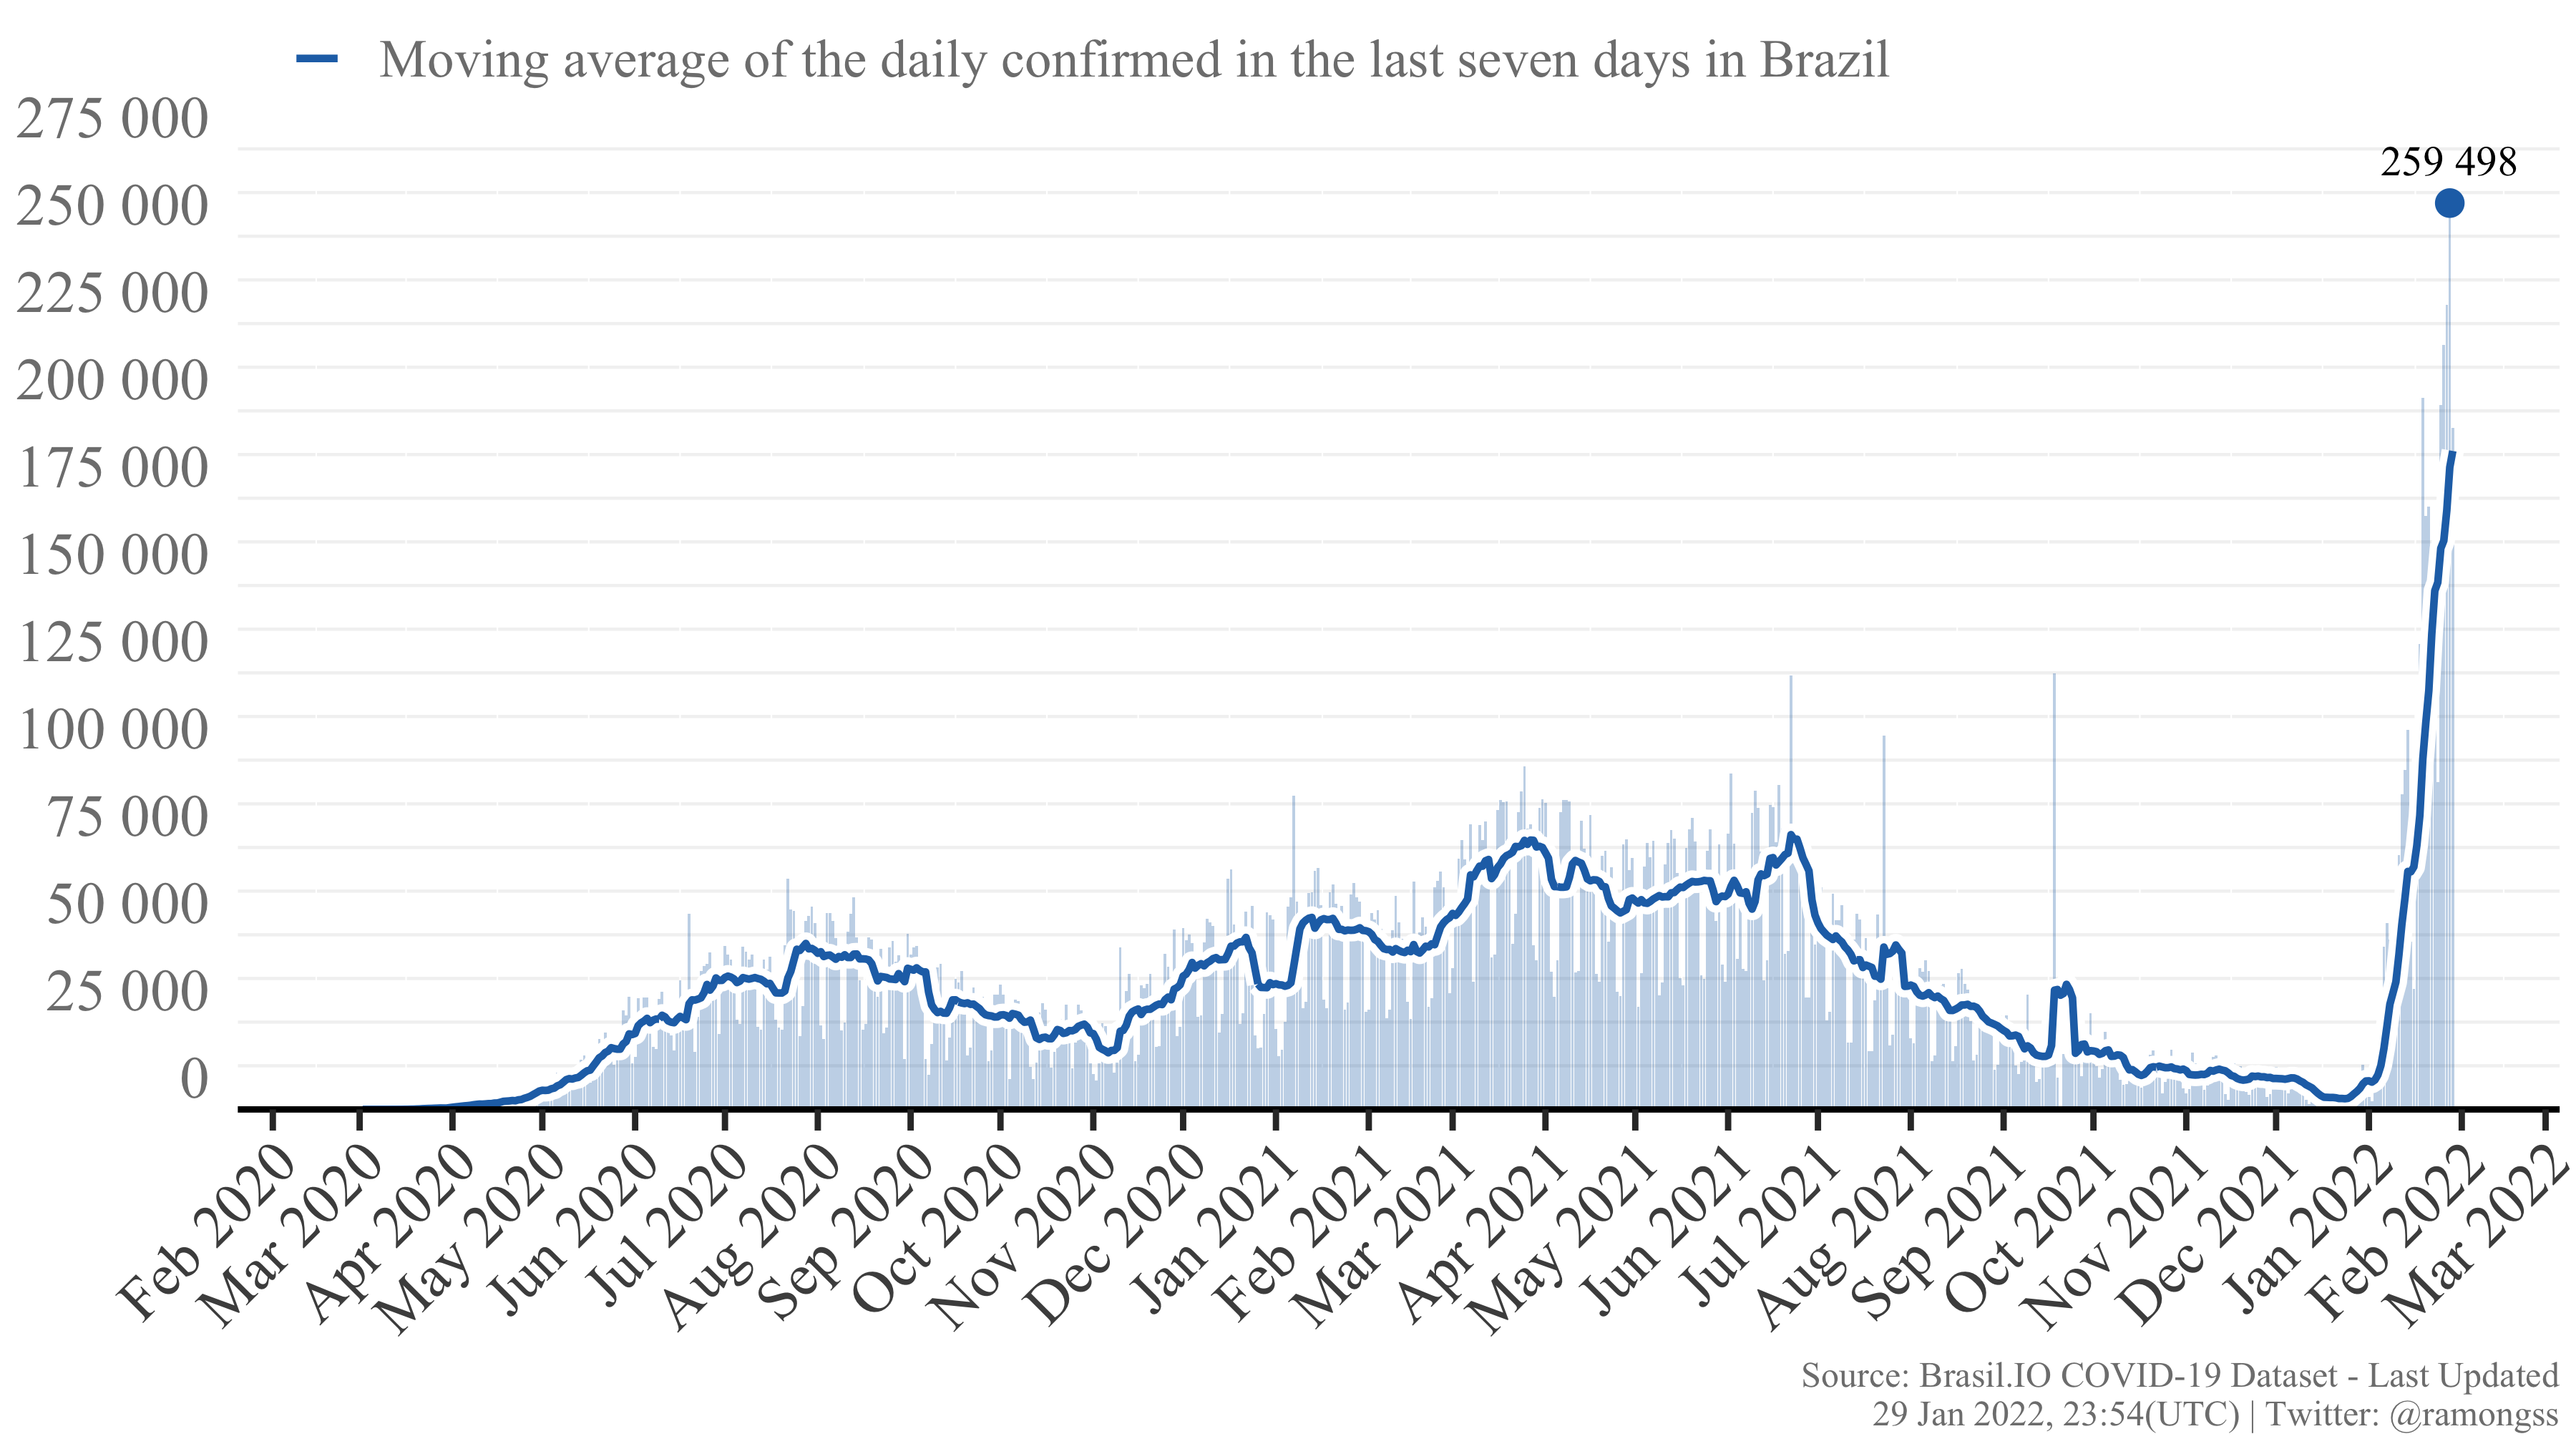 Moving average of the daily confirmed in the last seven days in Brazil
275 000
259 498
250 000
225 000
200 000
175 000
150 000
125 000
100 000
75 000
50 000
25 000
0
Feb 2020
Mar 2020
Apr 2020
May 2020
Jun 2020
Jul 2020
Aug 2020
Sep 2020
Oct 2020
Nov 2020
Dec 2020
Jan 2021
Feb 2021
Mar 2021
Apr 2021
May 2021
Jun 2021
Jul 2021
Aug 2021
Sep 2021
Oct 2021
Nov 2021
Dec 2021
Jan 2022
Feb 2022
Mar 2022
Source: Brasil.IO COVID-19 Dataset - Last Updated
29 Jan 2022, 23:54(UTC) | Twitter: @ramongss